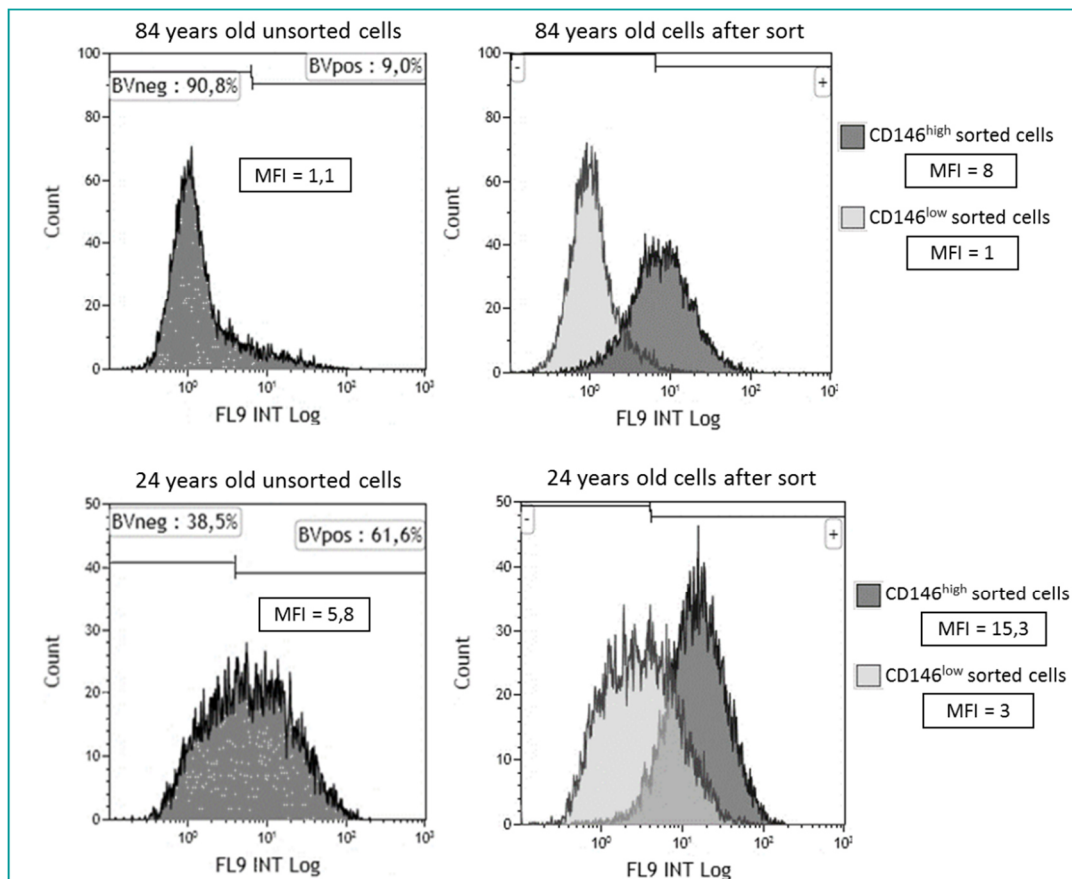 84 years old unsorted cells
100
80
60
40
20
0
Count
BVneg : 90,8%
BVpos : 9,0%
MFI = 1,1
10⁰
10¹
10²
10³
FL9 INT Log
84 years old cells after sort
100
80
60
40
20
0
Count
-
+
10⁰
10¹
10²
10³
FL9 INT Log
CD146ʰⁱᵍʰ sorted cells
MFI = 8
CD146ˡᵒʷ sorted cells
MFI = 1
24 years old unsorted cells
50
40
30
20
10
0
Count
BVneg : 38,5%
BVpos : 61,6%
MFI = 5,8
10⁰
10¹
10²
10³
FL9 INT Log
24 years old cells after sort
50
40
30
20
10
0
Count
-
+
10⁰
10¹
10²
10³
FL9 INT Log
CD146ʰⁱᵍʰ sorted cells
MFI = 15,3
CD146ˡᵒʷ sorted cells
MFI = 3